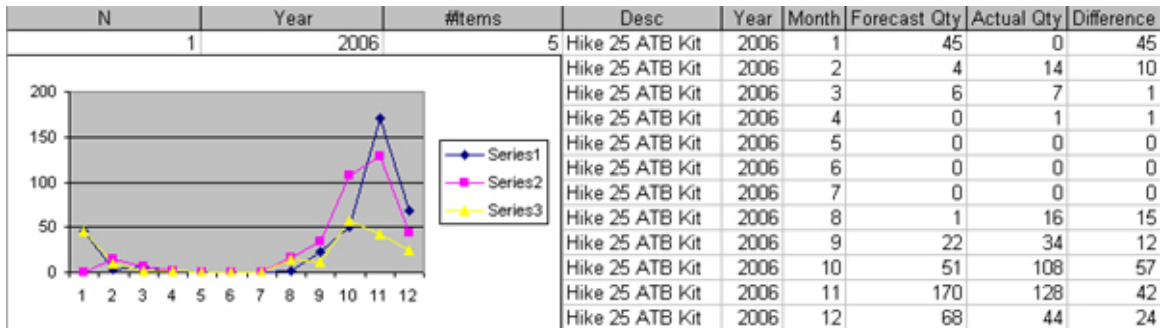 N Year #Items Desc Year Month Forecast Qty Actual Qty Difference
1 2006 5 Hike 25 ATB Kit 2006 1 45 0 45
Hike 25 ATB Kit 2006 2 4 14 10
Hike 25 ATB Kit 2006 3 6 7 1
Hike 25 ATB Kit 2006 4 0 1 1
Hike 25 ATB Kit 2006 5 0 0 0
Hike 25 ATB Kit 2006 6 0 0 0
Hike 25 ATB Kit 2006 7 0 0 0
Hike 25 ATB Kit 2006 8 1 16 15
Hike 25 ATB Kit 2006 9 22 34 12
Hike 25 ATB Kit 2006 10 51 108 57
Hike 25 ATB Kit 2006 11 170 128 42
Hike 25 ATB Kit 2006 12 68 44 24
200
150
100
50
0
1 2 3 4 5 6 7 8 9 10 11 12
Series1
Series2
Series3